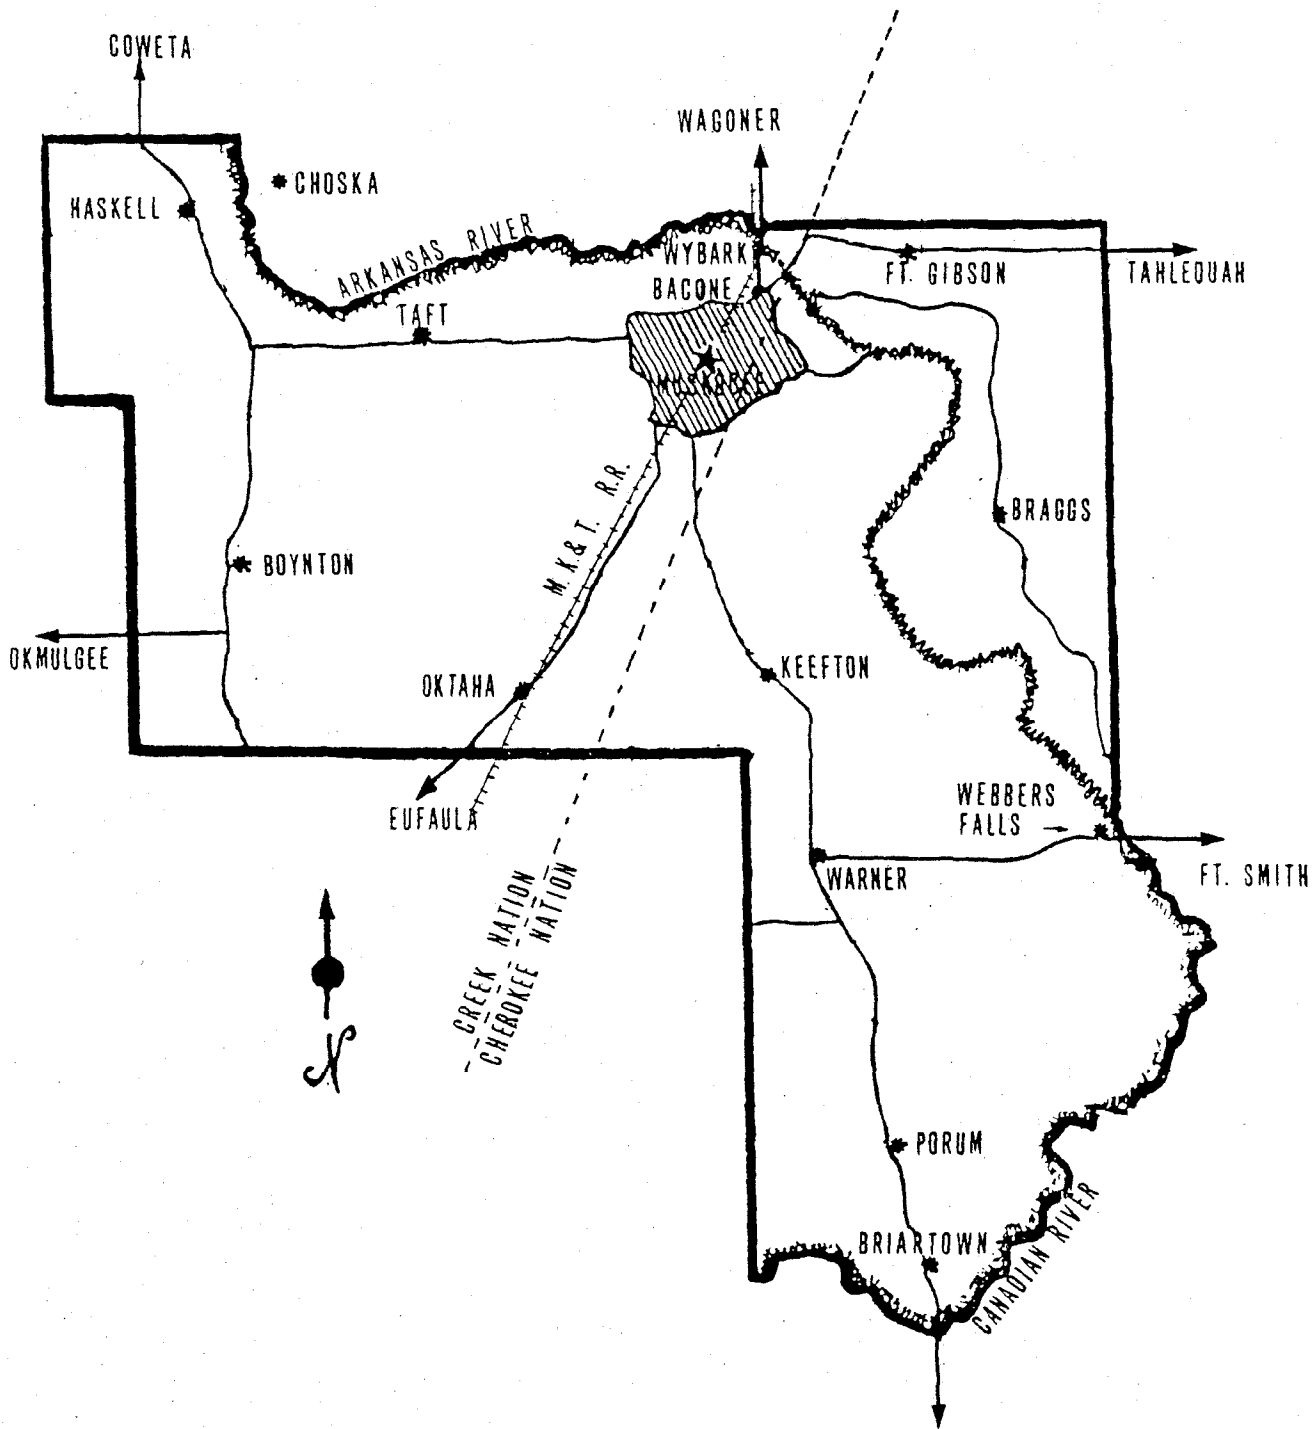 COWETA
WAGONER
CHOSKA
HASKELL
ARKANSAS RIVER
WYBARK
BACONE
FT. GIBSON
TAHLEQUAH
TAFT
MUSKOGEE
M.K.& T. R.R.
BRAGGS
BOYNTON
OKMULGEE
OKTAHA
KEEFTON
EUFAULA
WEBBERS
FALLS
WARNER
FT. SMITH
CREEK NATION
CHEROKEE NATION
N
PORUM
BRIARTOWN
CANADIAN RIVER